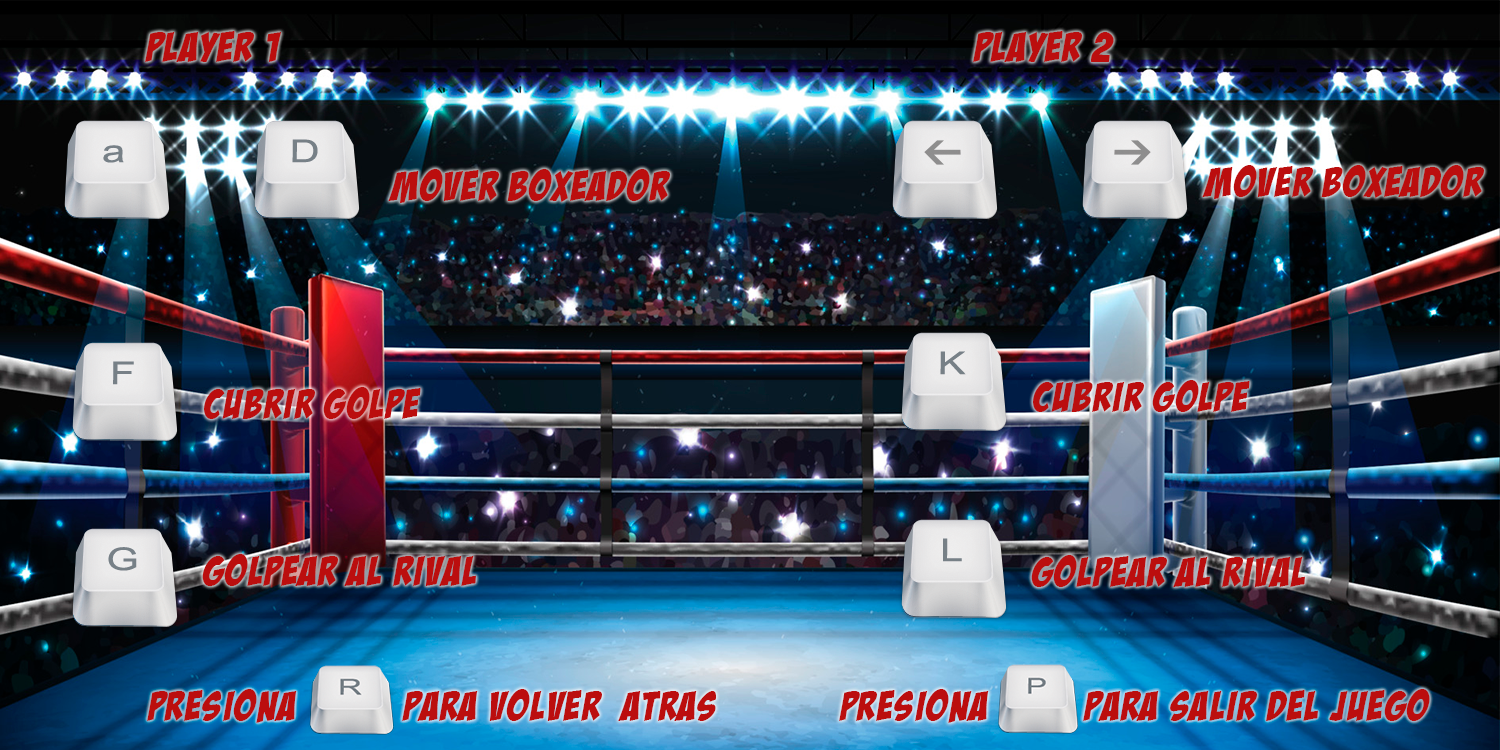 PLAYER 1
a D MOVER BOXEADOR
F CUBRIR GOLPE
G GOLPEAR AL RIVAL
PLAYER 2
← → MOVER BOXEADOR
K CUBRIR GOLPE
L GOLPEAR AL RIVAL
PRESIONA R PARA VOLVER ATRAS
PRESIONA P PARA SALIR DEL JUEGO